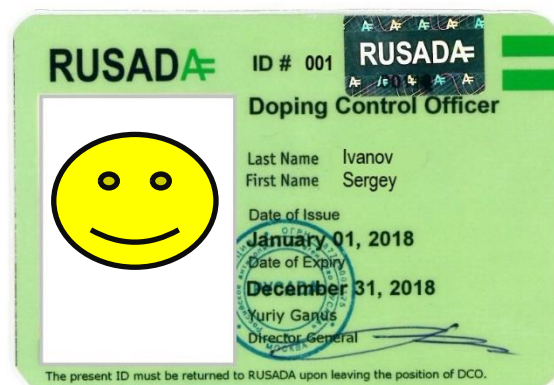 RUSADA
ID # 001
RUSADA
Doping Control Officer
Last Name Ivanov
First Name Sergey
Date of Issue
January 01, 2018
Date of Expiry
December 31, 2018
Yuriy Ganus
Director General
МОСКВА
The present ID must be returned to RUSADA upon leaving the position of DCO.